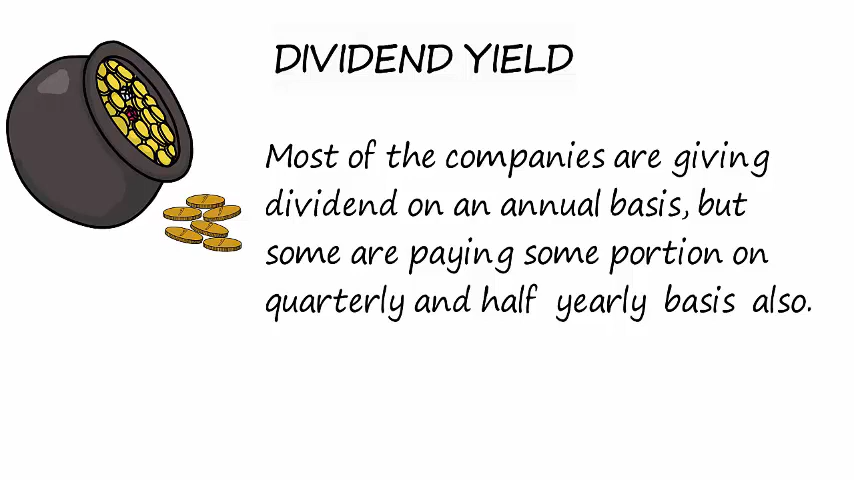 DIVIDEND YIELD
Most of the companies are giving
dividend on an annual basis, but
some are paying some portion on
quarterly and half yearly basis also.